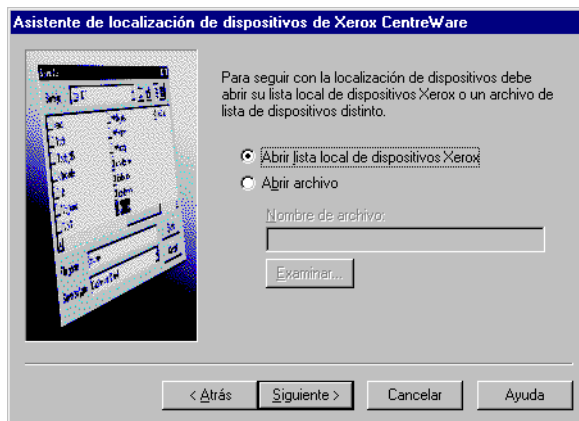 Asistente de localización de dispositivos de Xerox CentreWare
Para seguir con la localización de dispositivos debe
abrir su lista local de dispositivos Xerox o un archivo de
lista de dispositivos distinto.
Abrir lista local de dispositivos Xerox
Abrir archivo
Nombre de archivo:
Examinar...
< Atrás
Siguiente >
Cancelar
Ayuda